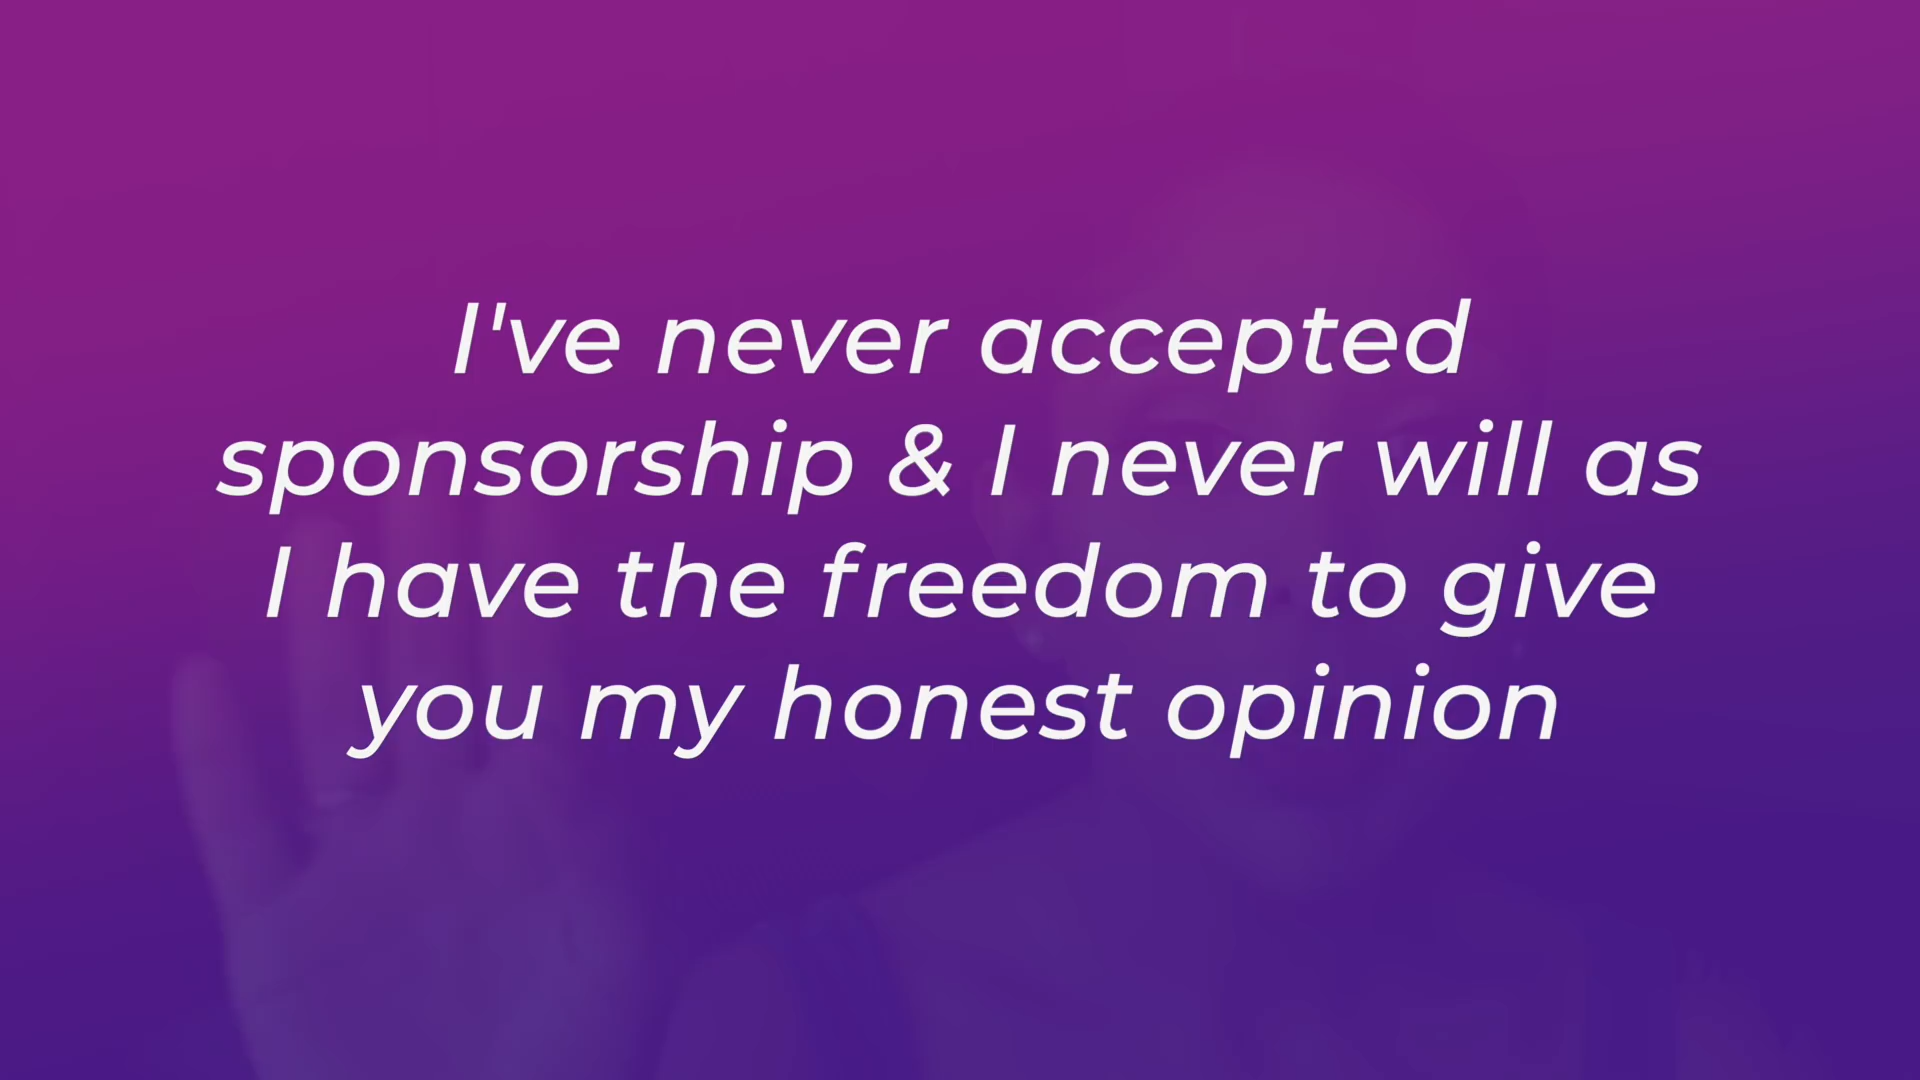 I've never accepted
sponsorship & I never will as
I have the freedom to give
you my honest opinion